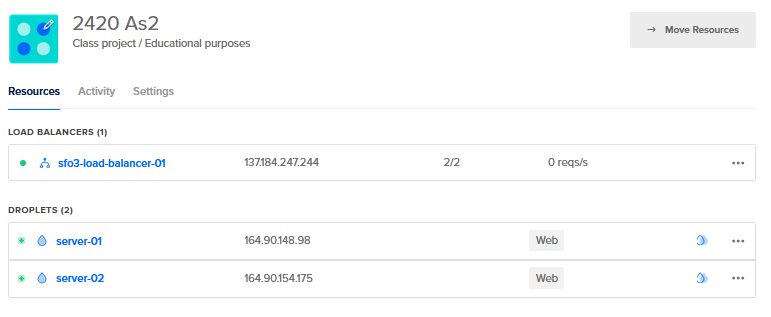 2420 As2
Class project / Educational purposes
→ Move Resources
Resources Activity Settings
LOAD BALANCERS (1)
sfo3-load-balancer-01 137.184.247.244 2/2 0 reqs/s
DROPLETS (2)
server-01 164.90.148.98 Web
server-02 164.90.154.175 Web